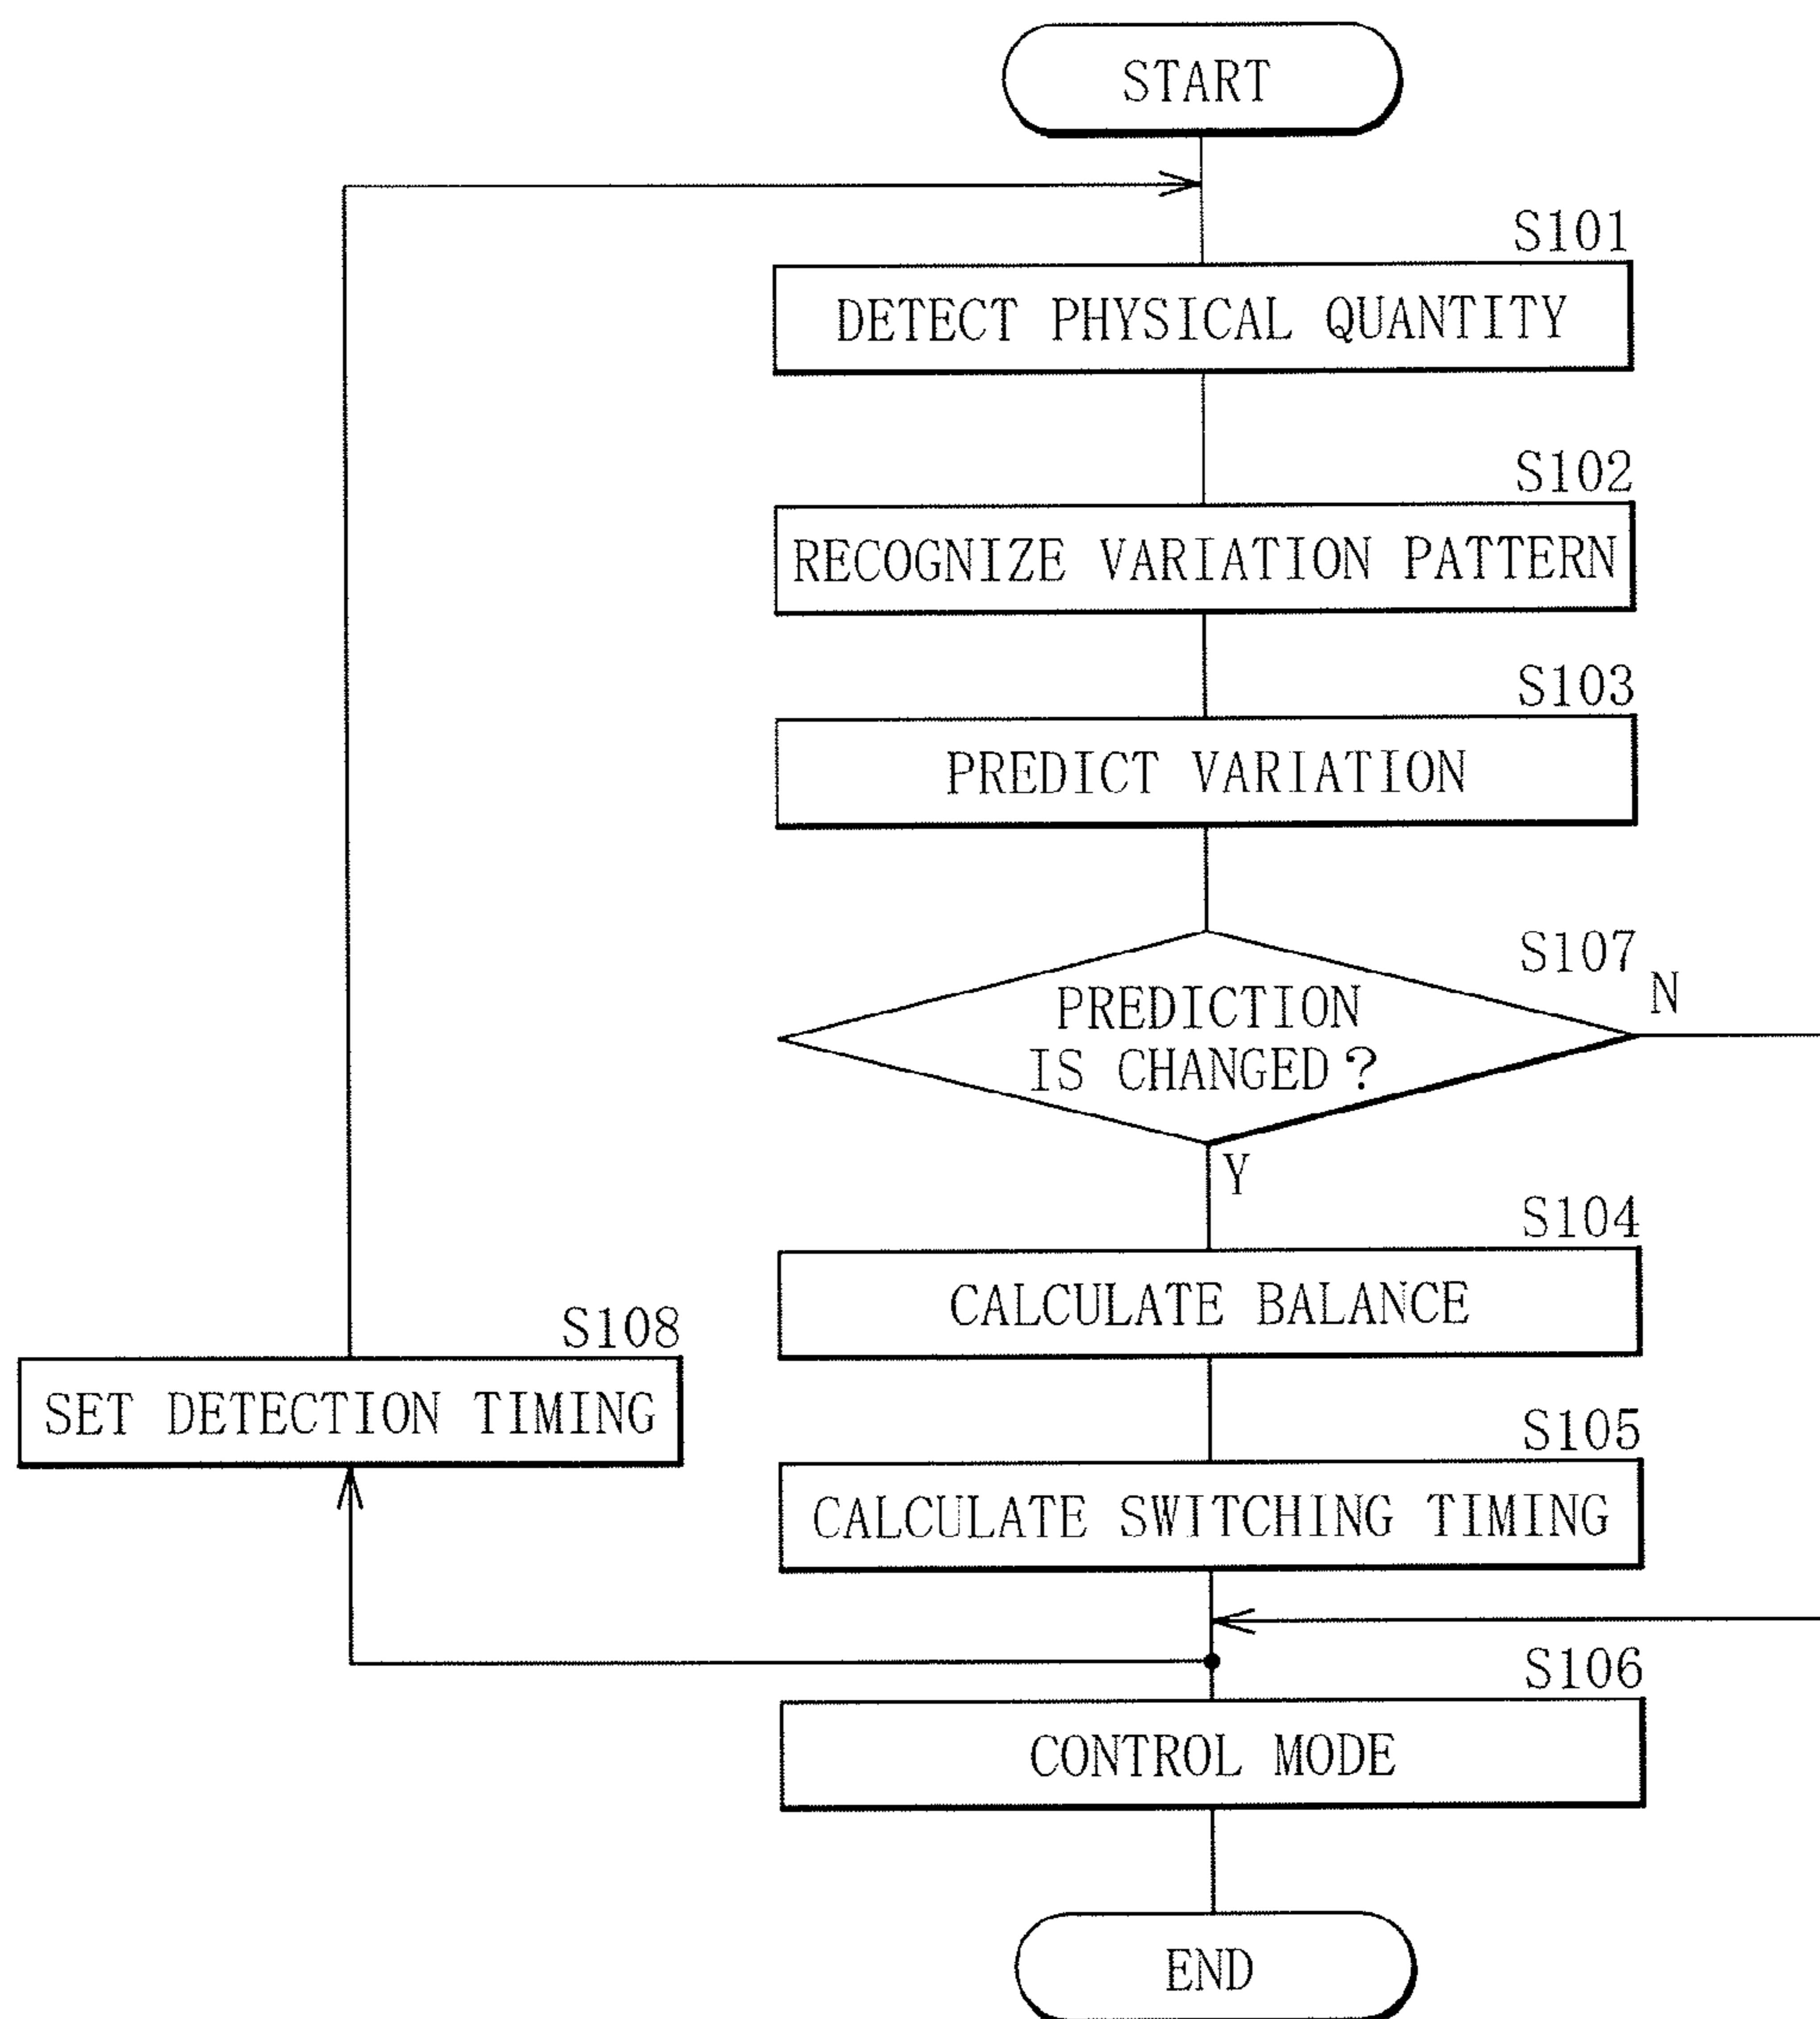 START
S101
DETECT PHYSICAL QUANTITY
S102
RECOGNIZE VARIATION PATTERN
S103
PREDICT VARIATION
S107
N
PREDICTION
IS CHANGED?
Y
S104
CALCULATE BALANCE
S108
SET DETECTION TIMING
S105
CALCULATE SWITCHING TIMING
S106
CONTROL MODE
END